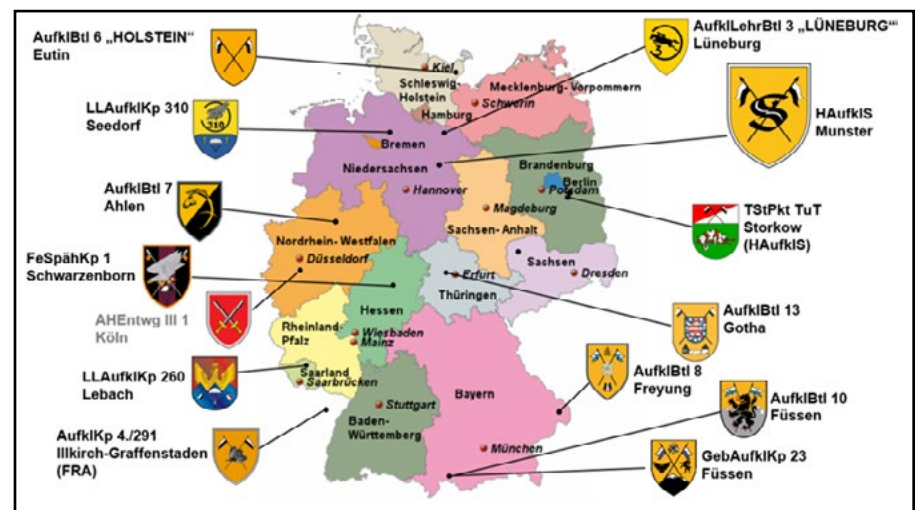 AufklBtl 6 „HOLSTEIN“
Eutin
LLAufklKp 310
Seedorf
310
AufklBtl 7
Ahlen
FeSpähKp 1
Schwarzenborn
AHEntwg III 1
Köln
LLAufklKp 260
Lebach
AufklKp 4./291
Illkirch-Graffenstaden
(FRA)
Kiel
Schleswig-
Holstein
Hamburg
Mecklenburg-Vorpommern
Schwerin
Bremen
Niedersachsen
Hannover
Brandenburg
Berlin
Potsdam
Magdeburg
Sachsen-Anhalt
Nordrhein-Westfalen
Düsseldorf
Hessen
Erfurt
Thüringen
Sachsen
Dresden
Rheinland-
Pfalz
Wiesbaden
Mainz
Saarland
Saarbrücken
Stuttgart
Baden-
Württemberg
Bayern
München
AufklLehrBtl 3 „LÜNEBURG“
Lüneburg
3
HAufklS
Munster
S
TStPkt TuT
Storkow
(HAufklS)
AufklBtl 13
Gotha
AufklBtl 8
Freyung
AufklBtl 10
Füssen
GebAufklKp 23
Füssen